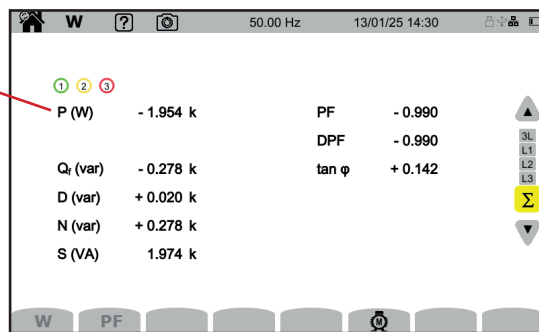 W ? 50.00 Hz 13/01/25 14:30
1 2 3
P (W) - 1.954 k PF - 0.990
DPF - 0.990
Qf (var) - 0.278 k tan φ + 0.142
D (var) + 0.020 k
N (var) + 0.278 k
S (VA) 1.974 k
3L
L1
L2
L3
Σ
W PF M